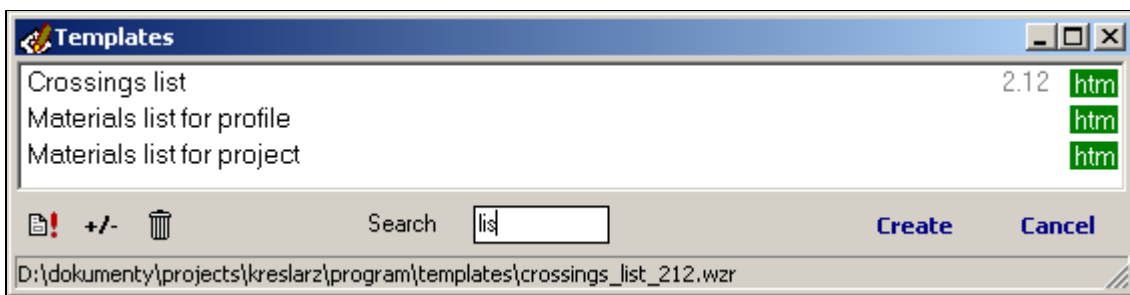 Templates
Crossings list 2.12 htm
Materials list for profile htm
Materials list for project htm
+/- Search lis Create Cancel
D:\dokumenty\projects\kreslarz\program\templates\crossings_list_212.wzr